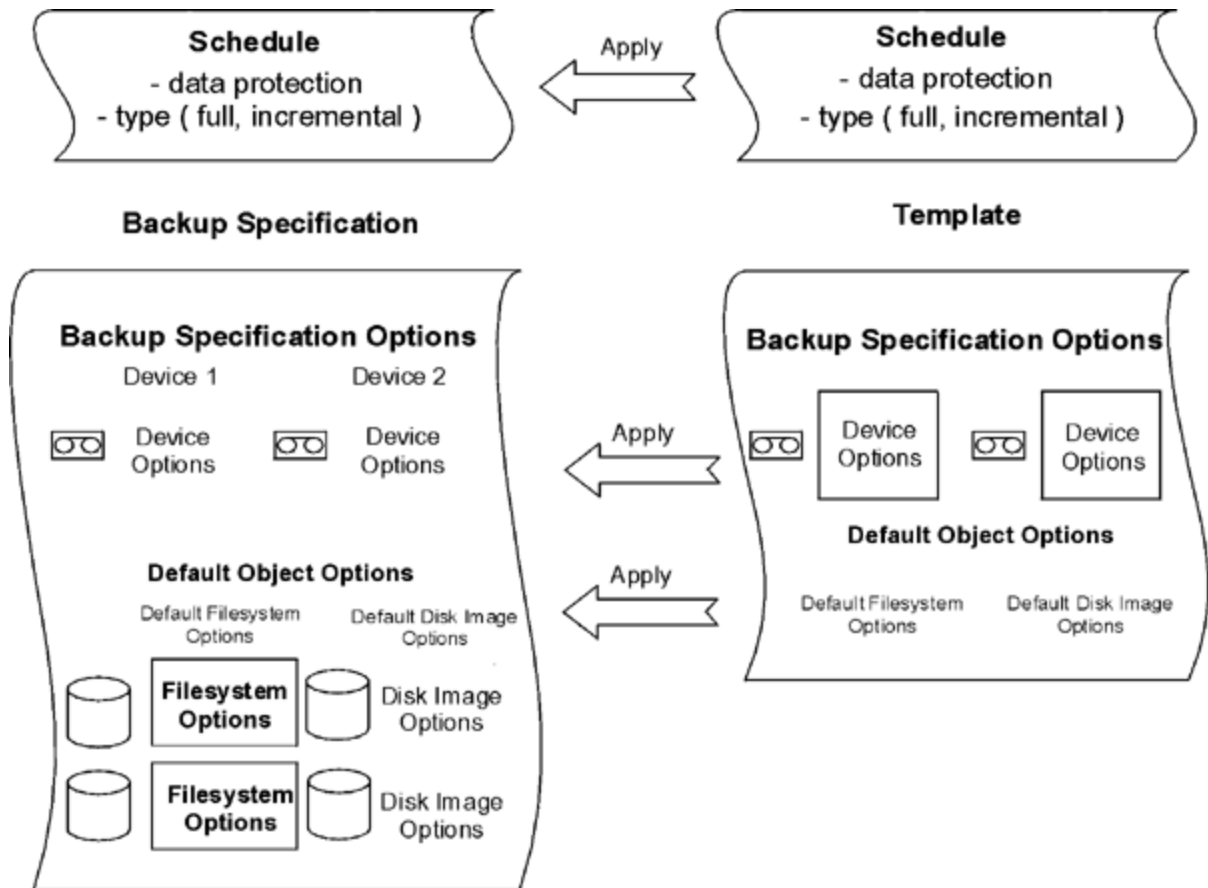 Schedule
- data protection
- type ( full, incremental )
Apply
Schedule
- data protection
- type ( full, incremental )
Backup Specification
Template
Backup Specification Options
Device 1
Device 2
Device
Options
Device
Options
Apply
Backup Specification Options
Device
Options
Device
Options
Default Object Options
Default Filesystem
Options
Default Disk Image
Options
Apply
Default Object Options
Default Filesystem
Options
Default Disk Image
Options
Filesystem
Options
Disk Image
Options
Filesystem
Options
Disk Image
Options